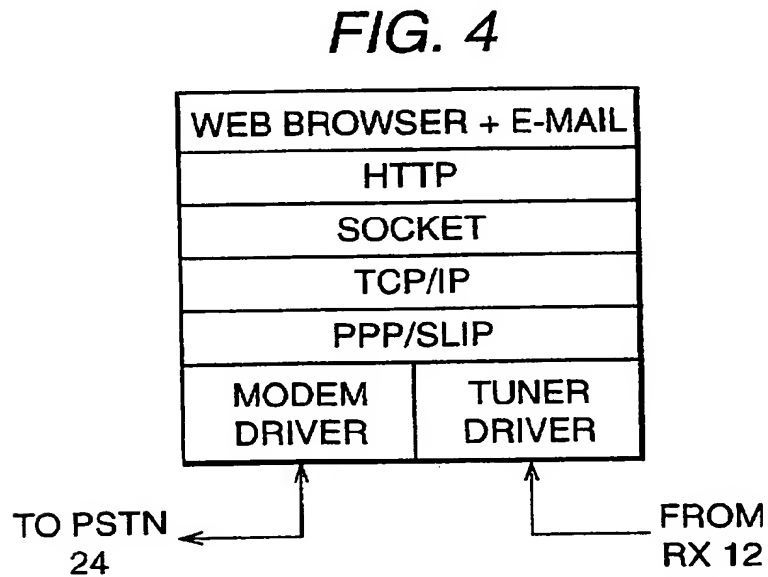 FIG. 4
WEB BROWSER + E-MAIL
HTTP
SOCKET
TCP/IP
PPP/SLIP
MODEM
DRIVER
TUNER
DRIVER
TO PSTN
24
FROM
RX 12